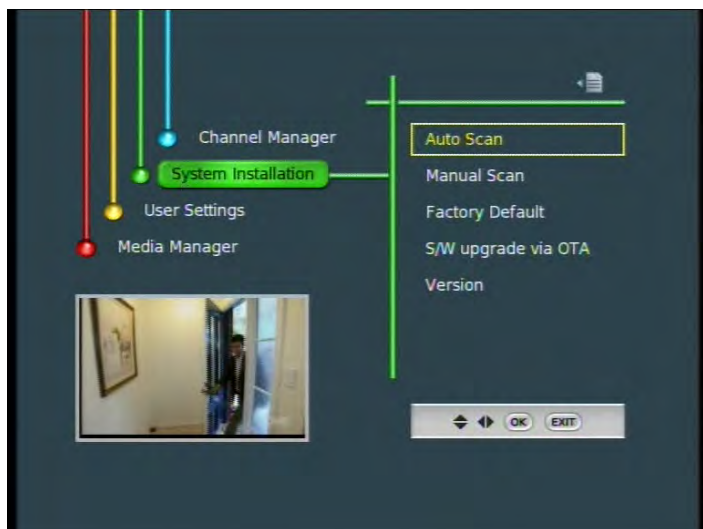 Channel Manager
System Installation
User Settings
Media Manager
Auto Scan
Manual Scan
Factory Default
S/W upgrade via OTA
Version
OK EXIT